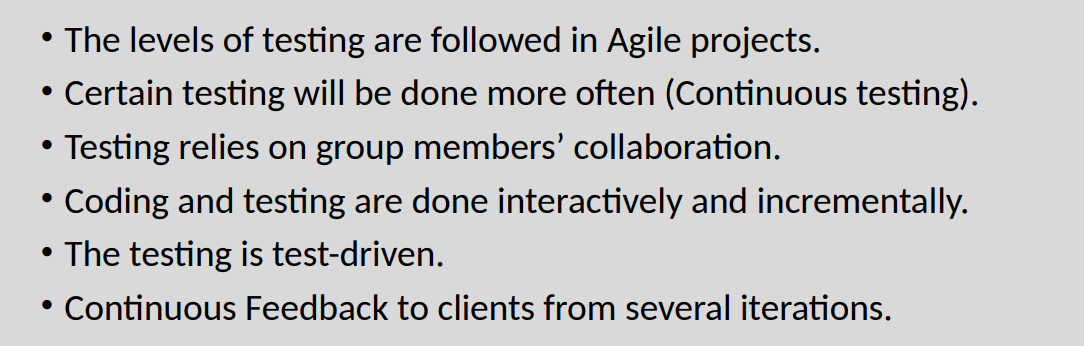 • The levels of testing are followed in Agile projects.
• Certain testing will be done more often (Continuous testing).
• Testing relies on group members’ collaboration.
• Coding and testing are done interactively and incrementally.
• The testing is test-driven.
• Continuous Feedback to clients from several iterations.